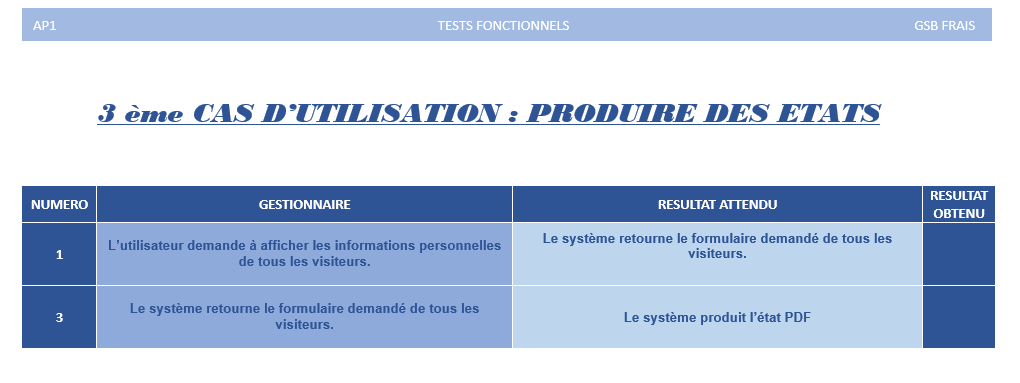 AP1 TESTS FONCTIONNELS GSB FRAIS
3 ème CAS D’UTILISATION : PRODUIRE DES ETATS
NUMERO GESTIONNAIRE RESULTAT ATTENDU RESULTAT
OBTENU
1 L’utilisateur demande à afficher les informations personnelles
de tous les visiteurs.
Le système retourne le formulaire demandé de tous les
visiteurs.
3 Le système retourne le formulaire demandé de tous les
visiteurs.
Le système produit l’état PDF